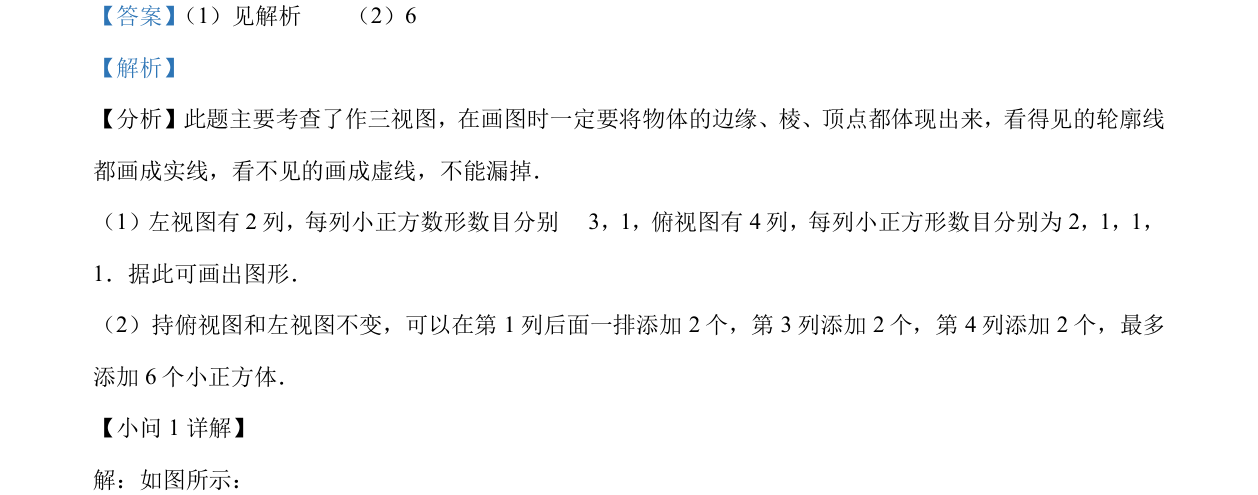 【答案】（1）见解析 （2）6
【解析】
【分析】此题主要考查了作三视图，在画图时一定要将物体的边缘、棱、顶点都体现出来，看得见的轮廓线
都画成实线，看不见的画成虚线，不能漏掉．
（1）左视图有 2 列，每列小正方数形数目分别 3，1，俯视图有 4 列，每列小正方形数目分别为 2，1，1，
1．据此可画出图形．
（2）持俯视图和左视图不变，可以在第 1 列后面一排添加 2 个，第 3 列添加 2 个，第 4 列添加 2 个，最多
添加 6 个小正方体．
【小问 1 详解】
解：如图所示：